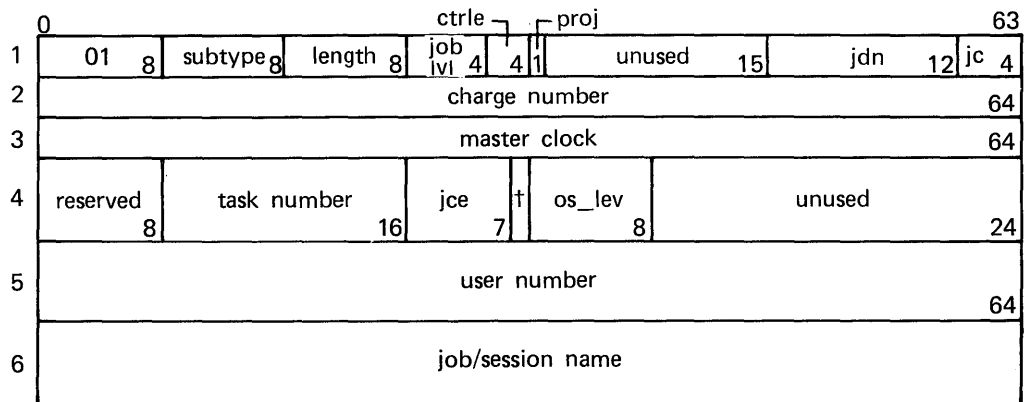 ctrle proj
0 63
1 01 8 subtype 8 length 8 job lvl 4 4 1 unused 15 jdn 12 jc 4
2 charge number 64
3 master clock 64
4 reserved 8 task number 16 jce 7 † os_lev 8 unused 24
5 user number 64
6 job/session name